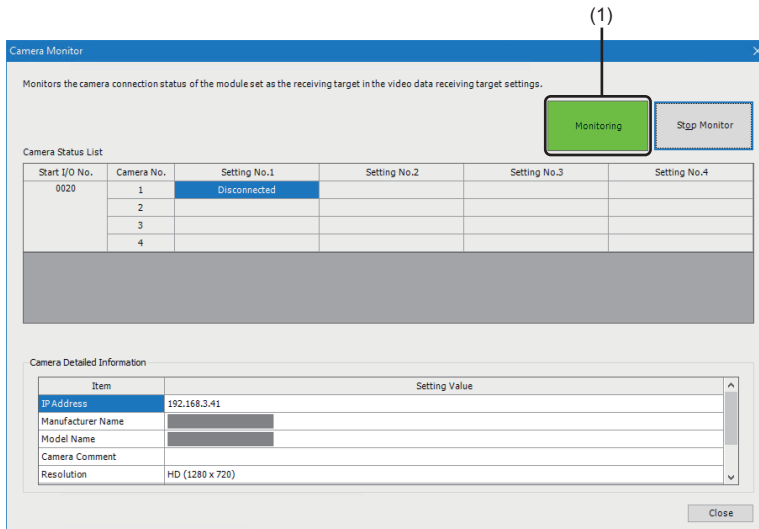 (1)
Camera Monitor
Monitors the camera connection status of the module set as the receiving target in the video data receiving target settings.
Monitoring
Stop Monitor
Camera Status List
Start I/O No. Camera No. Setting No.1 Setting No.2 Setting No.3 Setting No.4
0020 1 Disconnected
2
3
4
Camera Detailed Information
Item Setting Value
IP Address 192.168.3.41
Manufacturer Name
Model Name
Camera Comment
Resolution HD (1280 x 720)
Close